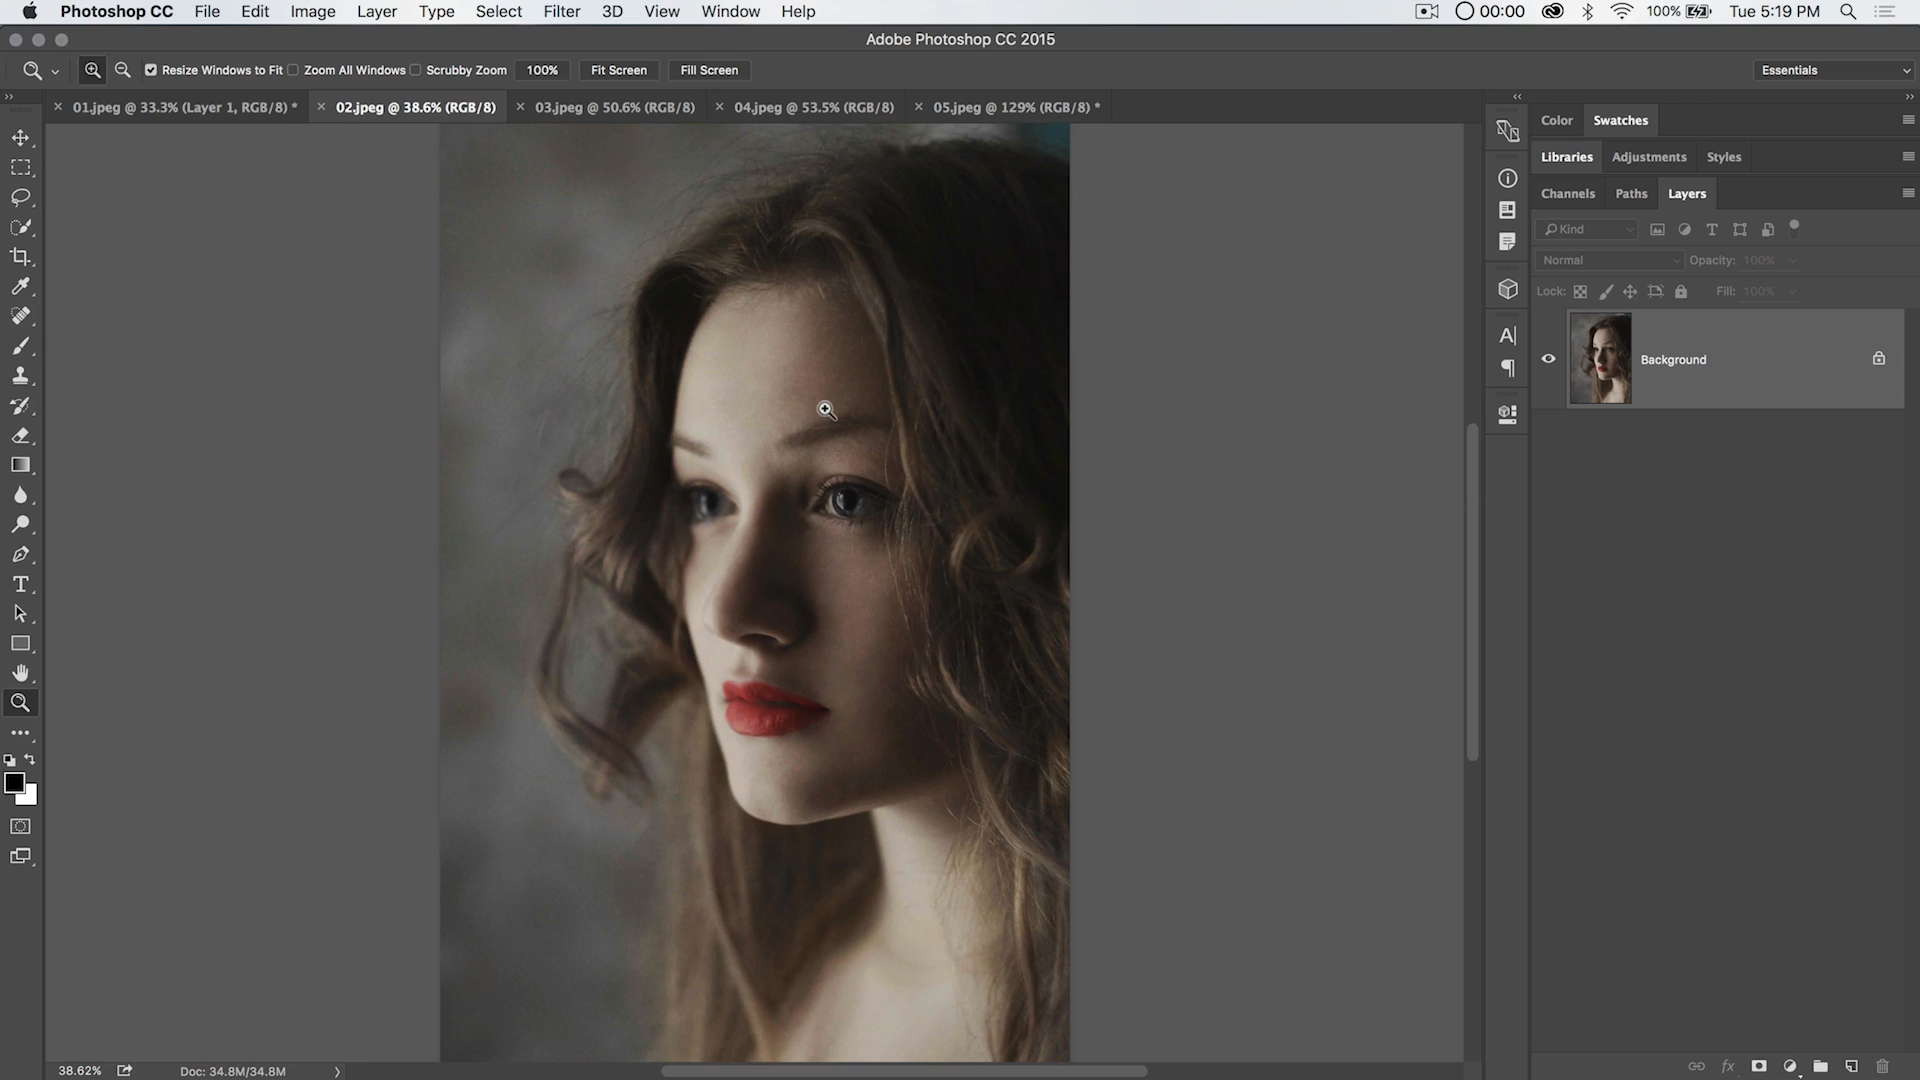 Photoshop CC File Edit Image Layer Type Select Filter 3D View Window Help 00:00 100% Tue 5:19 PM
Adobe Photoshop CC 2015
Resize Windows to Fit Zoom All Windows Scrubby Zoom 100% Fit Screen Fill Screen Essentials
01.jpeg @ 33.3% (Layer 1, RGB/8) * 02.jpeg @ 38.6% (RGB/8) 03.jpeg @ 50.6% (RGB/8) 04.jpeg @ 53.5% (RGB/8) 05.jpeg @ 129% (RGB/8) *
Color Swatches
Libraries Adjustments Styles
Channels Paths Layers
Kind
Normal Opacity: 100%
Lock: Fill: 100%
Background
38.62% Doc: 34.8M/34.8M